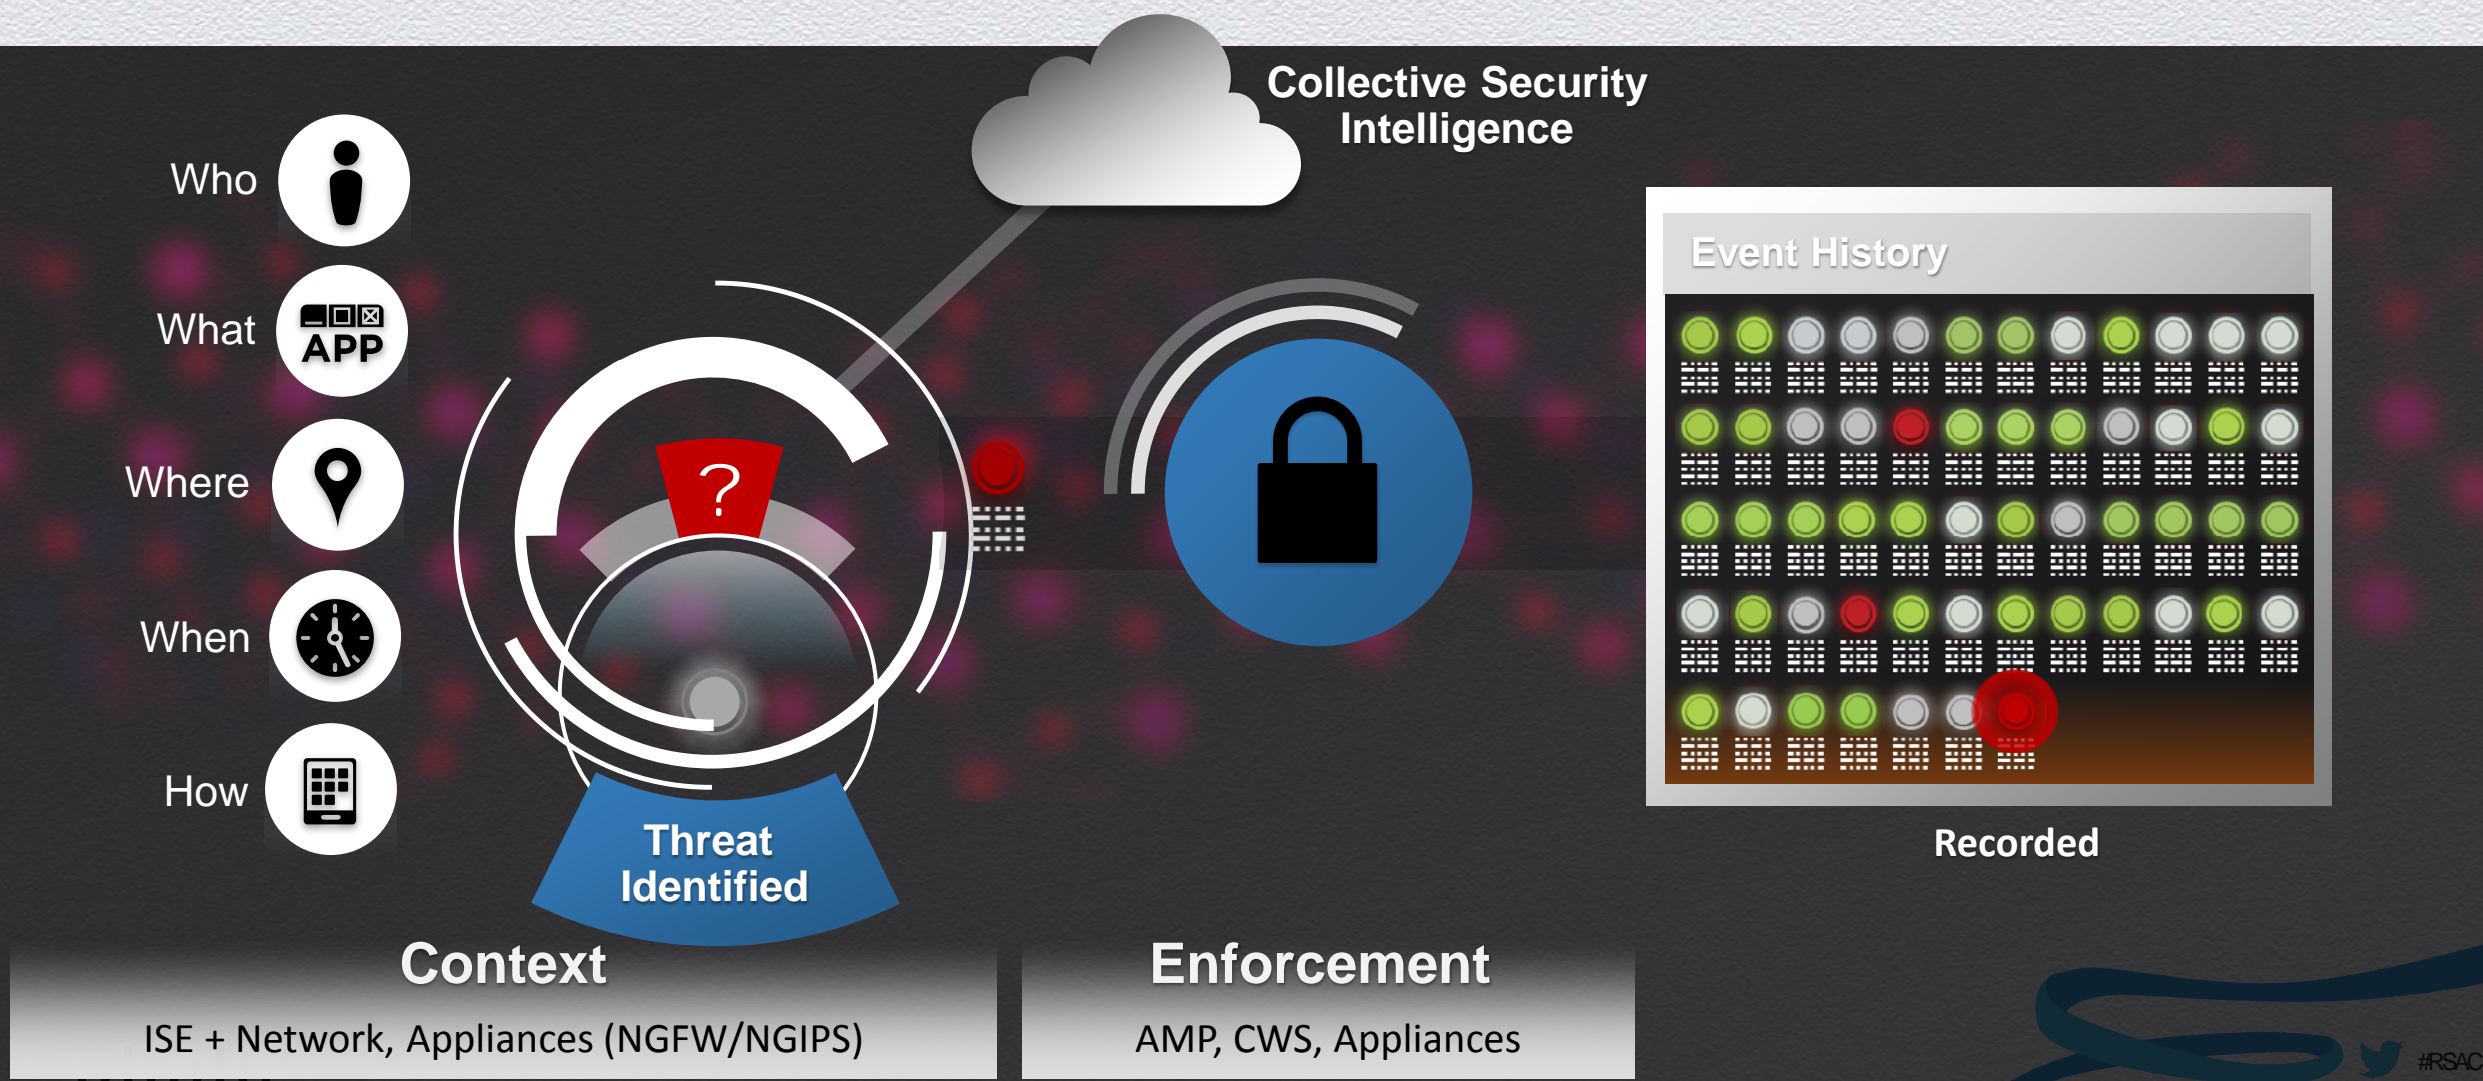 Collective Security
Intelligence
Who
What
APP
Where
When
How
?
Threat
Identified
Event History
Recorded
Context
ISE + Network, Appliances (NGFW/NGIPS)
Enforcement
AMP, CWS, Appliances
#RSAC